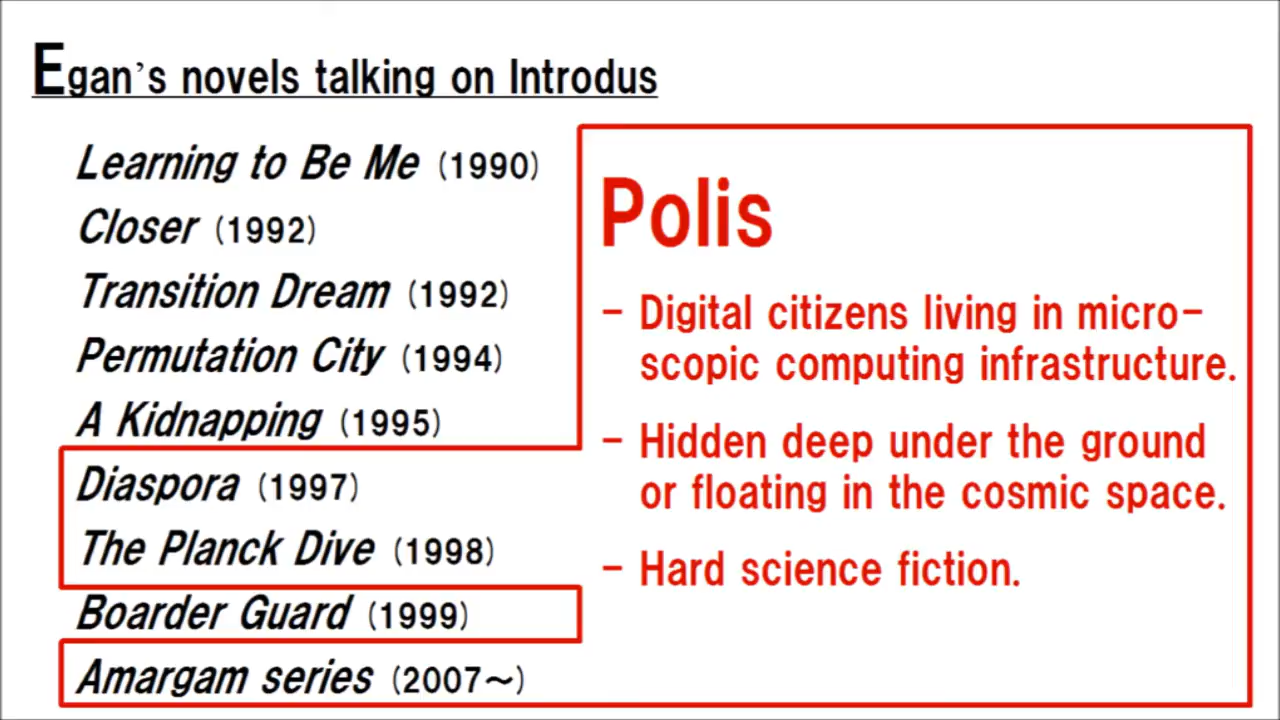 Egan's novels talking on Introdus
Learning to Be Me (1990)
Closer (1992)
Transition Dream (1992)
Permutation City (1994)
A Kidnapping (1995)
Diaspora (1997)
The Planck Dive (1998)
Boarder Guard (1999)
Amargam series (2007～)
Polis
- Digital citizens living in micro-
scopic computing infrastructure.
- Hidden deep under the ground
or floating in the cosmic space.
- Hard science fiction.